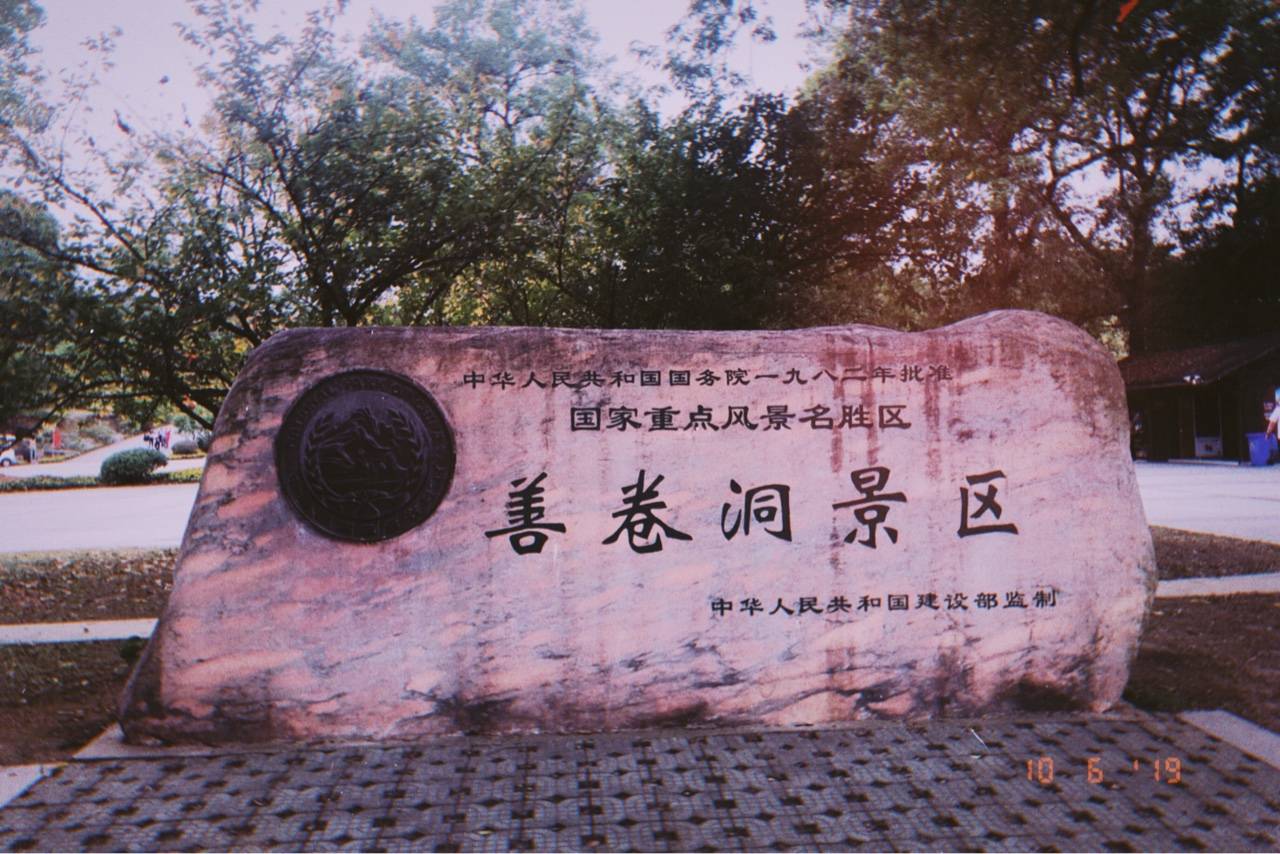 中华人民共和国国务院一九八二年批准
国家重点风景名胜区
善卷洞景区
中华人民共和国建设部监制
10 6 '19